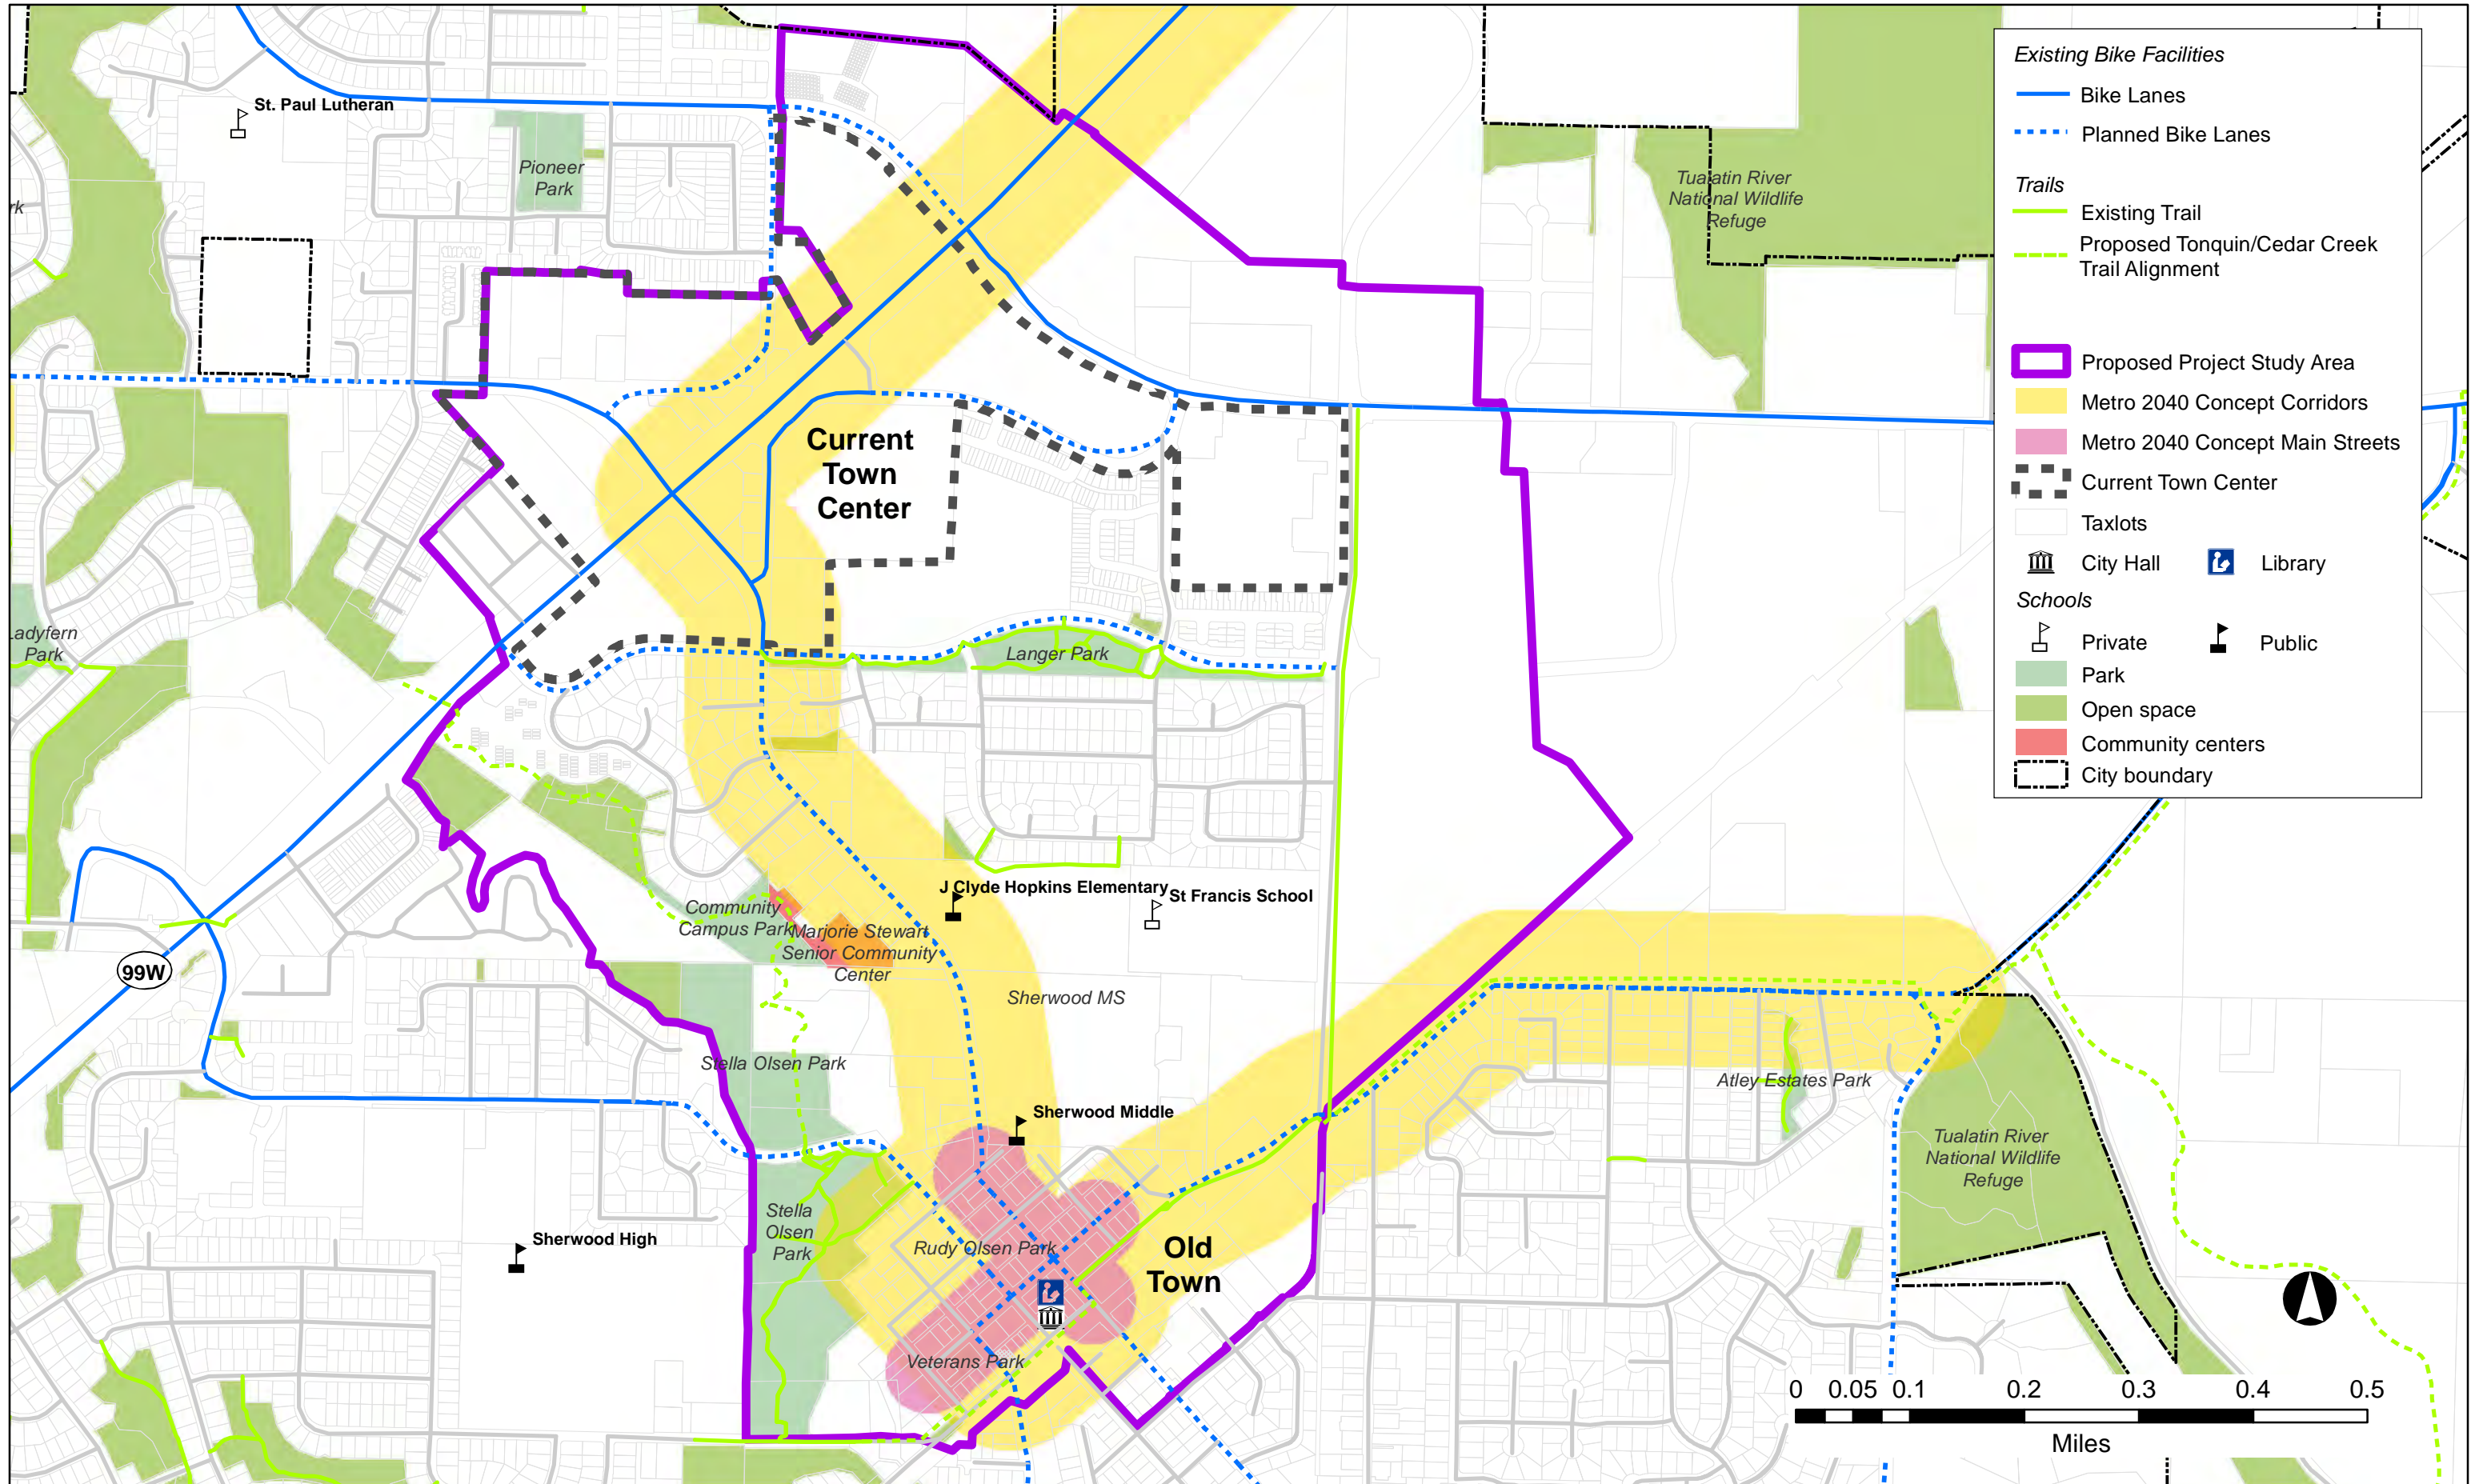 St. Paul Lutheran
Pioneer
Park
rk
Tualatin River
National Wildlife
Refuge
Current
Town
Center
Ladyfern
Park
Langer Park
J Clyde Hopkins Elementary
St Francis School
Community
Campus Park
Marjorie Stewart
Senior Community
Center
99W
Sherwood MS
Stella Olsen Park
Atley Estates Park
Sherwood Middle
Tualatin River
National Wildlife
Refuge
Stella
Olsen
Park
Sherwood High
Rudy Olsen Park
Old
Town
Veterans Park
Existing Bike Facilities
Bike Lanes
Planned Bike Lanes
Trails
Existing Trail
Proposed Tonquin/Cedar Creek
Trail Alignment
Proposed Project Study Area
Metro 2040 Concept Corridors
Metro 2040 Concept Main Streets
Current Town Center
Taxlots
City Hall Library
Schools
Private Public
Park
Open space
Community centers
City boundary
0 0.05 0.1 0.2 0.3 0.4 0.5
Miles